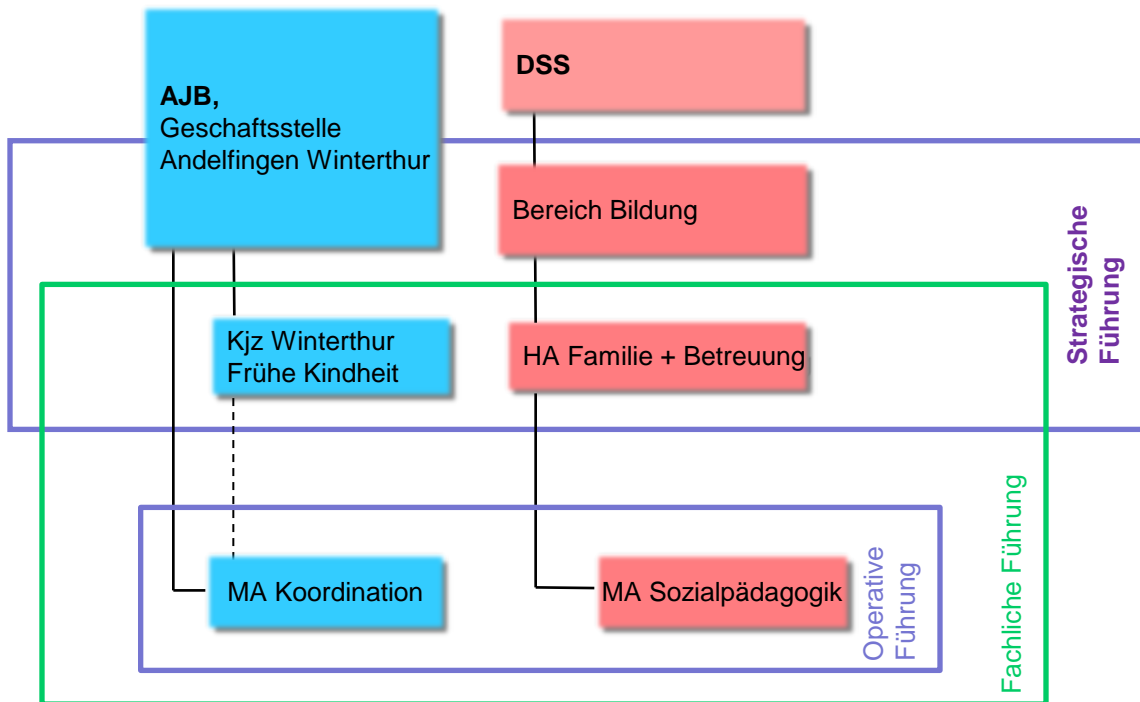 AJB,
Geschaftsstelle
Andelfingen Winterthur
DSS
Bereich Bildung
Strategische
Führung
Kjz Winterthur
Frühe Kindheit
HA Familie + Betreuung
Fachliche Führung
MA Koordination
MA Sozialpädagogik
Operative
Führung